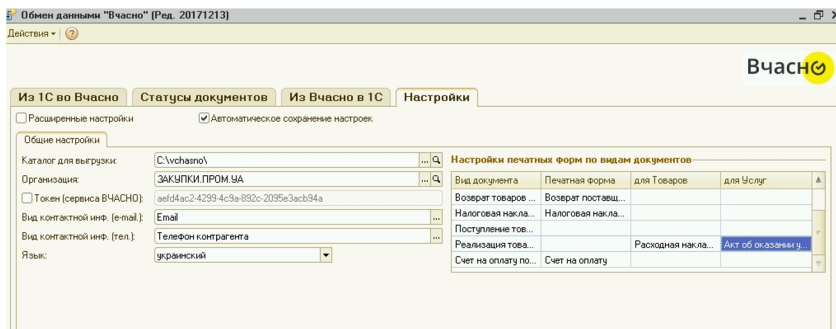 Обмен данными "Вчасно" (Ред. 20171213)
Действия
Вчасно
Из 1С во Вчасно Статусы документов Из Вчасно в 1С Настройки
Расширенные настройки Автоматическое сохранение настроек
Общие настройки
Каталог для выгрузки: C:\vchasno\
Организация: ЗАКУПКИ.ПРОМ.УА
Токен (сервиса ВЧАСНО): aefd4ac2-4299-4c9a-892c-2095e3acb94a
Вид контактной инф. (e-mail.): Email
Вид контактной инф. (тел.): Телефон контрагента
Язык: украинский
Настройки печатных форм по видам документов
Вид документа Печатная форма для Товаров для Услуг
Возврат товаров ... Возврат поставщ...
Налоговая накла... Налоговая накла...
Поступление тов...
Реализация това... Расходная накла... Акт об оказании у...
Счет на оплату по... Счет на оплату